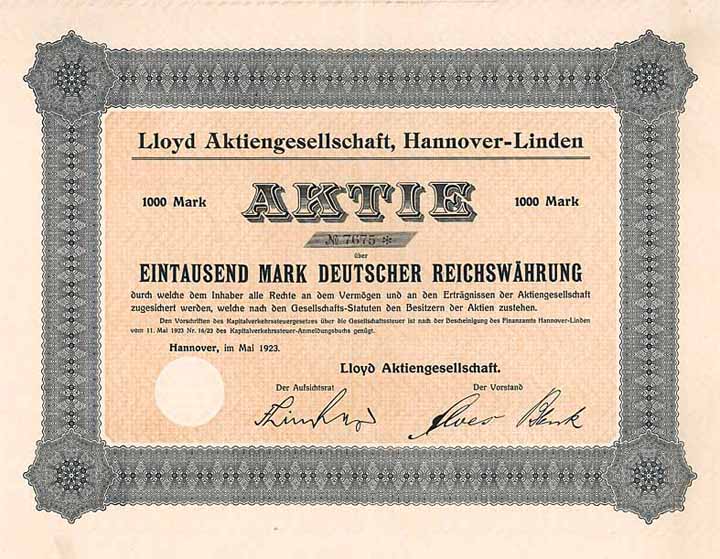 Lloyd Aktiengesellschaft, Hannover-Linden
1000 Mark AKTIE 1000 Mark
№ 7675 *
über
EINTAUSEND MARK DEUTSCHER REICHSWÄHRUNG
durch welche dem Inhaber alle Rechte an dem Vermögen und an den Erträgnissen der Aktiengesellschaft
zugesichert werden, welche nach den Gesellschafts-Statuten den Besitzern der Aktien zustehen.
Den Vorschriften des Kapitalverkehrssteuergesetzes über die Gesellschaftssteuer ist nach der Bescheinigung des Finanzamts Hannover-Linden
vom 11. Mai 1923 Nr. 16/23 des Kapitalverkehrssteuer-Anmeldungsbuchs genügt.
Hannover, im Mai 1923.
Lloyd Aktiengesellschaft.
Der Aufsichtsrat Der Vorstand